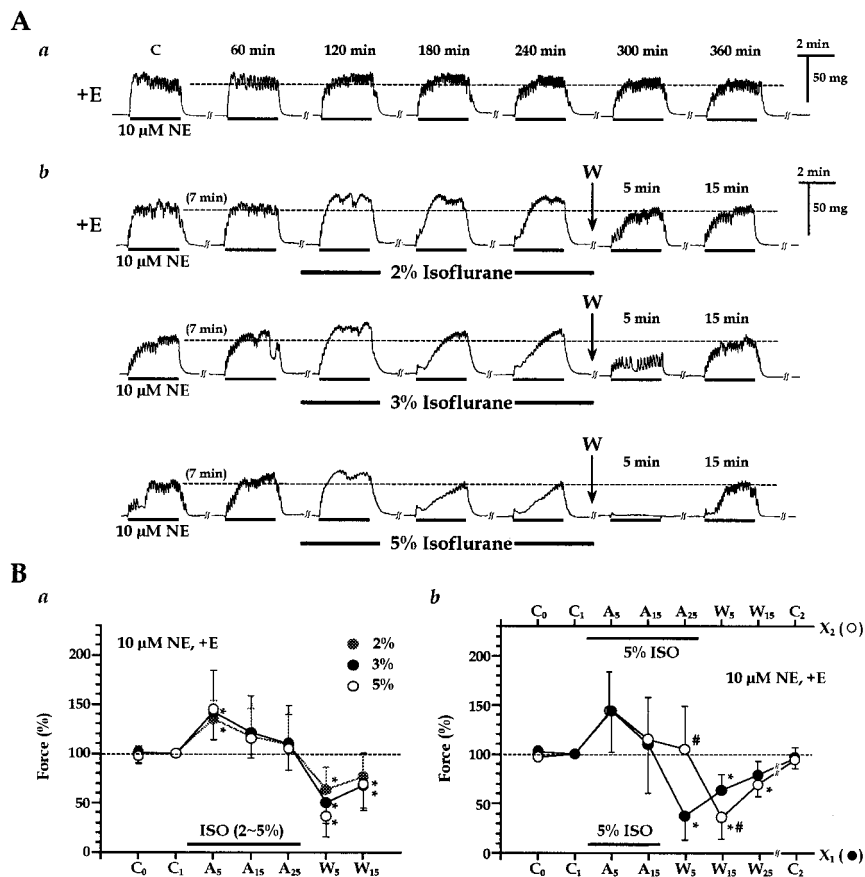 A
a
C 60 min 120 min 180 min 240 min 300 min 360 min 2 min
50 mg
+E
10 µM NE
b
W
2 min
(7 min) 5 min 15 min
50 mg
+E
10 µM NE
2% Isoflurane
W
(7 min) 5 min 15 min
10 µM NE
3% Isoflurane
W
(7 min) 5 min 15 min
10 µM NE
5% Isoflurane
B
a
10 µM NE, +E
2%
3%
5%
Force (%)
200
150
100
50
0
ISO (2~5%)
C₀ C₁ A₅ A₁₅ A₂₅ W₅ W₁₅
* * * * * * *
b
C₀ C₁ A₅ A₁₅ A₂₅ W₅ W₁₅ C₂
X₂ (○)
5% ISO
10 µM NE, +E
Force (%)
200
150
100
50
0
# * * *# *
5% ISO
C₀ C₁ A₅ A₁₅ W₅ W₁₅ W₂₅ C₂
X₁ (●)